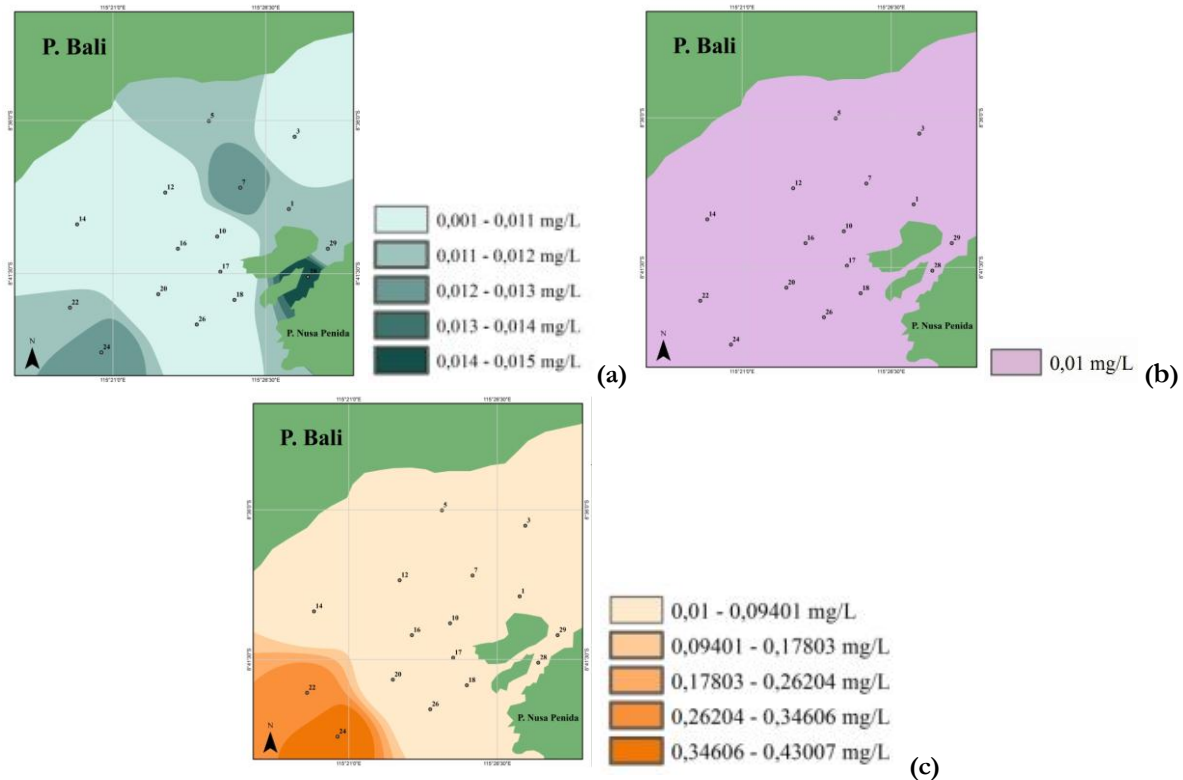 P. Bali
5
3
7
12
1
14
10
16
29
17
28
20
18
22
26
24
P. Nusa Penida
N
0,001 - 0,011 mg/L
0,011 - 0,012 mg/L
0,012 - 0,013 mg/L
0,013 - 0,014 mg/L
0,014 - 0,015 mg/L
(a)
P. Bali
5
3
7
12
1
14
10
16
29
17
28
20
18
22
26
24
P. Nusa Penida
N
0,01 mg/L
(b)
P. Bali
5
3
7
12
1
14
10
16
29
17
28
20
18
22
26
24
P. Nusa Penida
N
0,01 - 0,09401 mg/L
0,09401 - 0,17803 mg/L
0,17803 - 0,26204 mg/L
0,26204 - 0,34606 mg/L
0,34606 - 0,43007 mg/L
(c)